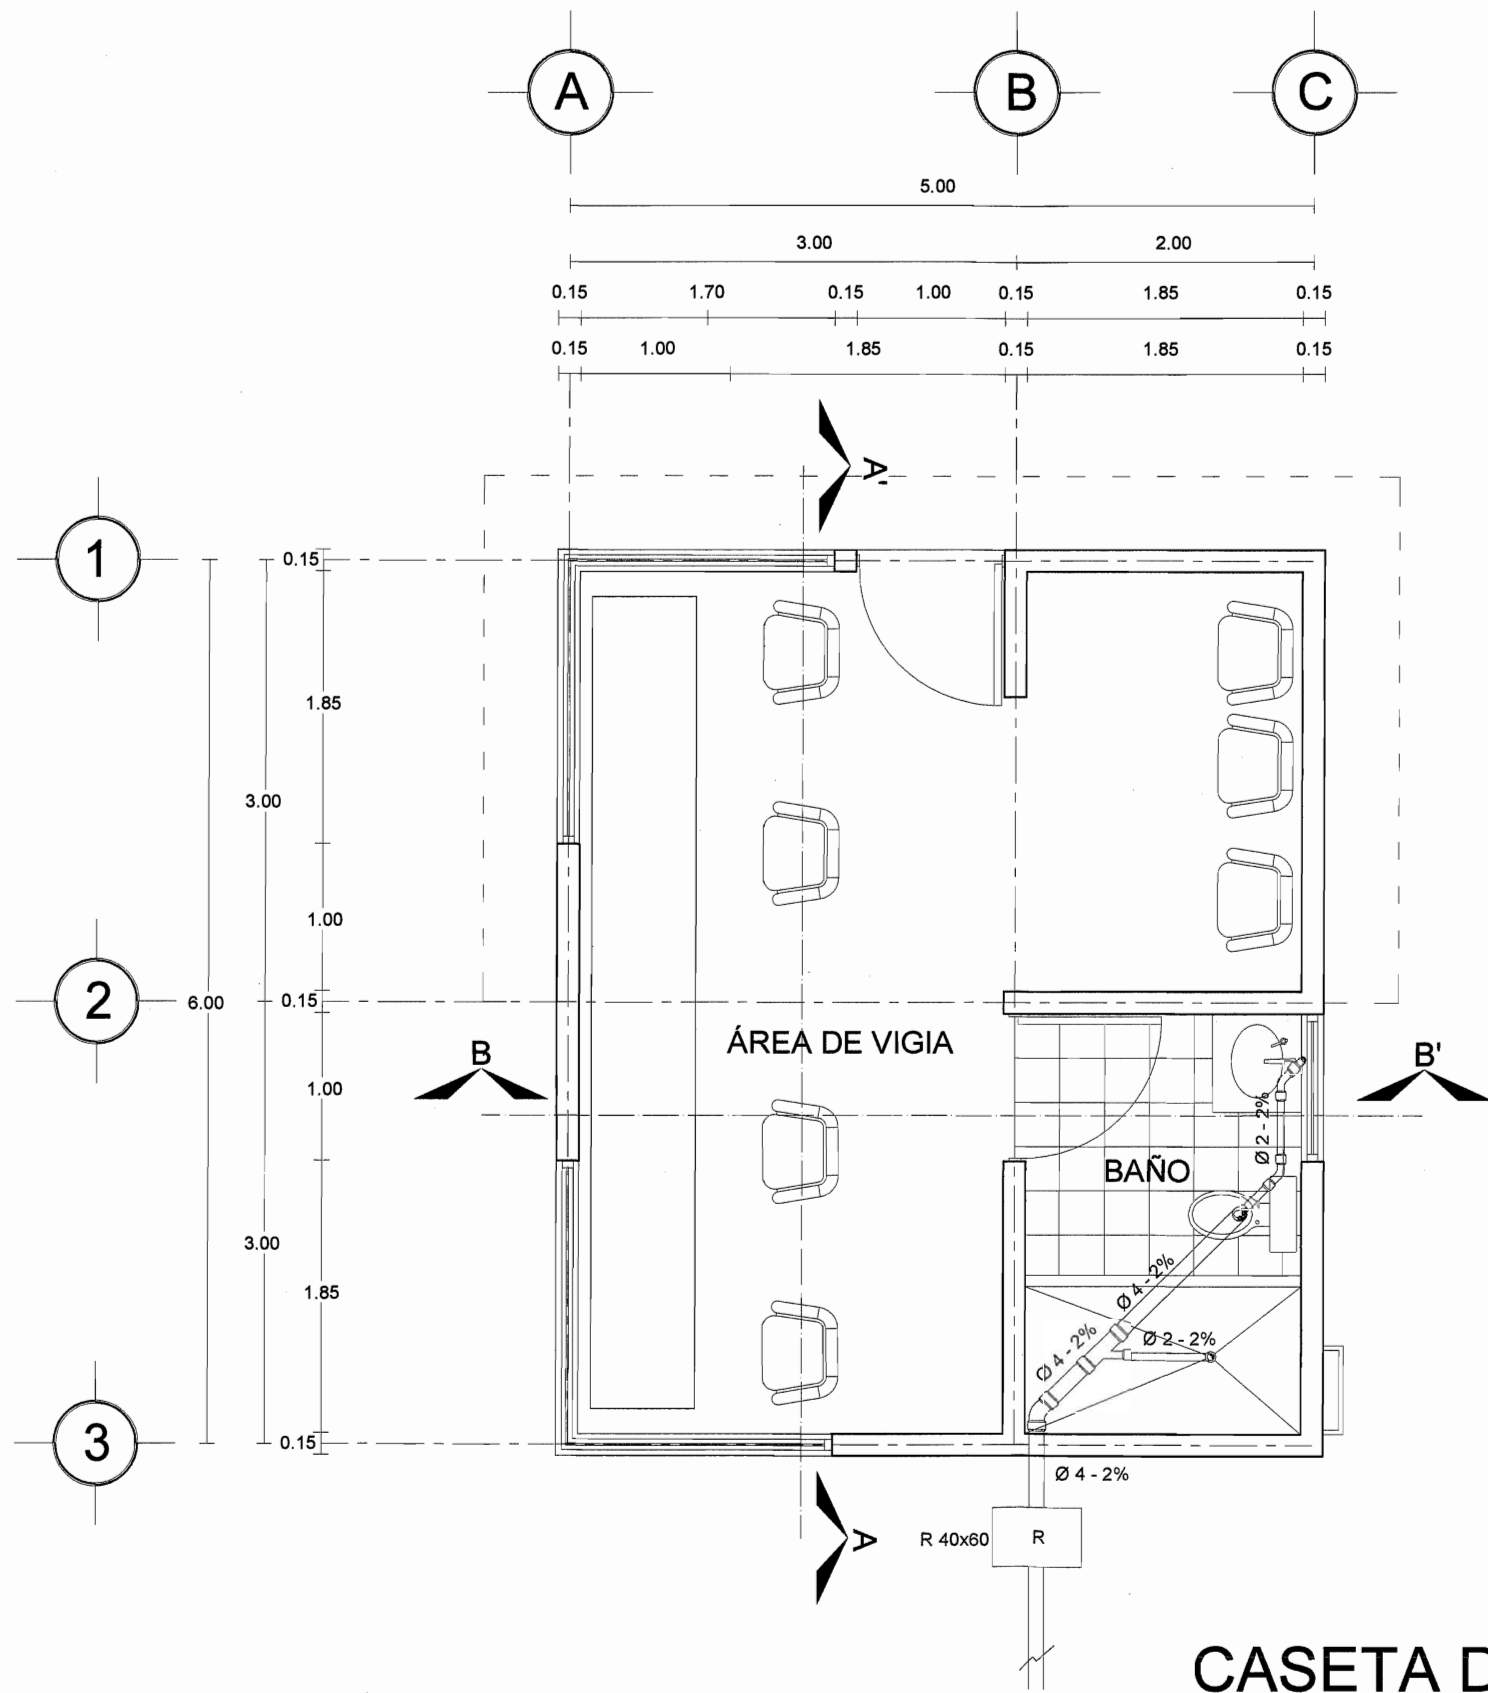 A B C
5.00
3.00 2.00
0.15 1.70 0.15 1.00 0.15 1.85 0.15
0.15 1.00 1.85 0.15 1.85 0.15
A'
1
0.15
1.85
3.00
1.00
2
6.00
0.15
ÁREA DE VIGIA
B
B'
1.00
Ø 2 - 2%
BAÑO
3.00
1.85
Ø 4 - 2%
Ø 4 - 2%
Ø 2 - 2%
3
0.15
Ø 4 - 2%
A
R 40x60
R
CASETA D